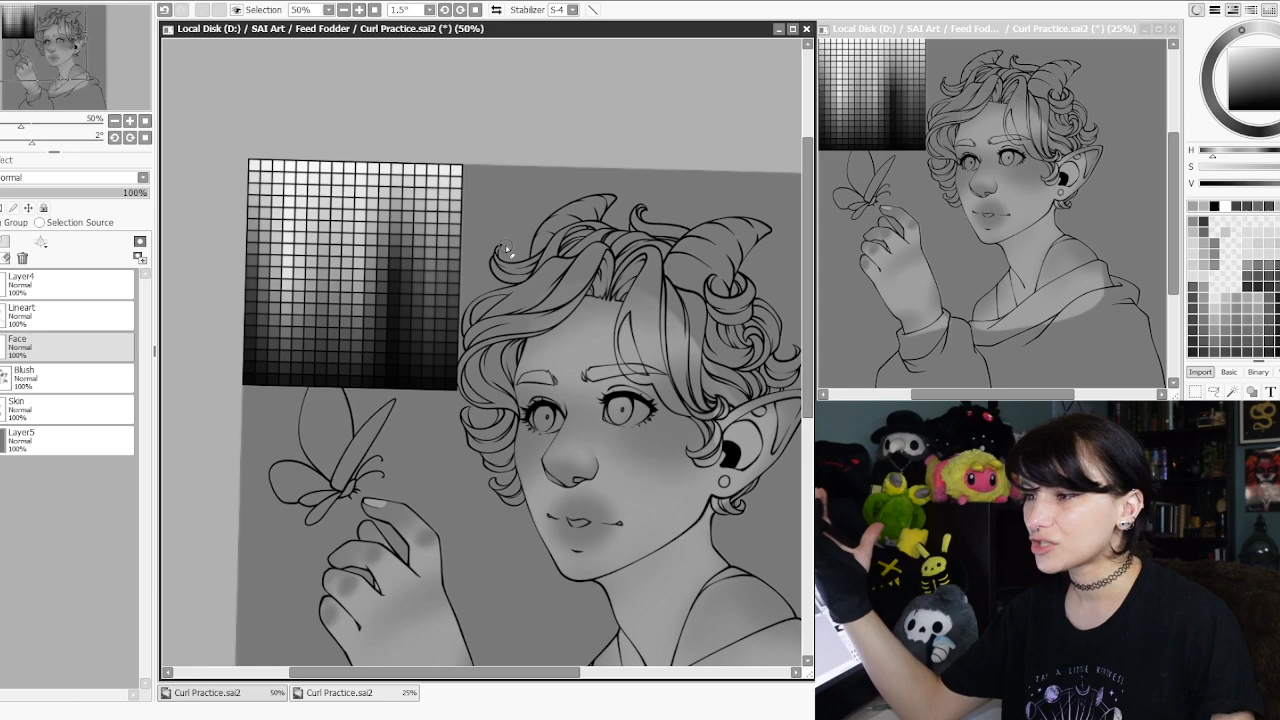 Selection 50% 1.5° Stabilizer S-4
Local Disk (D:) / SAI Art / Feed Fodder / Curl Practice.sai2 (*) (50%)
Local Disk (D:) / SAI Art / Feed Fod... / Curl Practice.sai2 (*) (25%)
50%
2°
ormal
100%
Group Selection Source
Layer4
Normal
100%
Lineart
Normal
100%
Face
Normal
100%
Blush
Normal
100%
Skin
Normal
100%
Layer5
Normal
100%
H
S
V
Import Basic Binary
T
Curl Practice.sai2 50% Curl Practice.sai2 25%